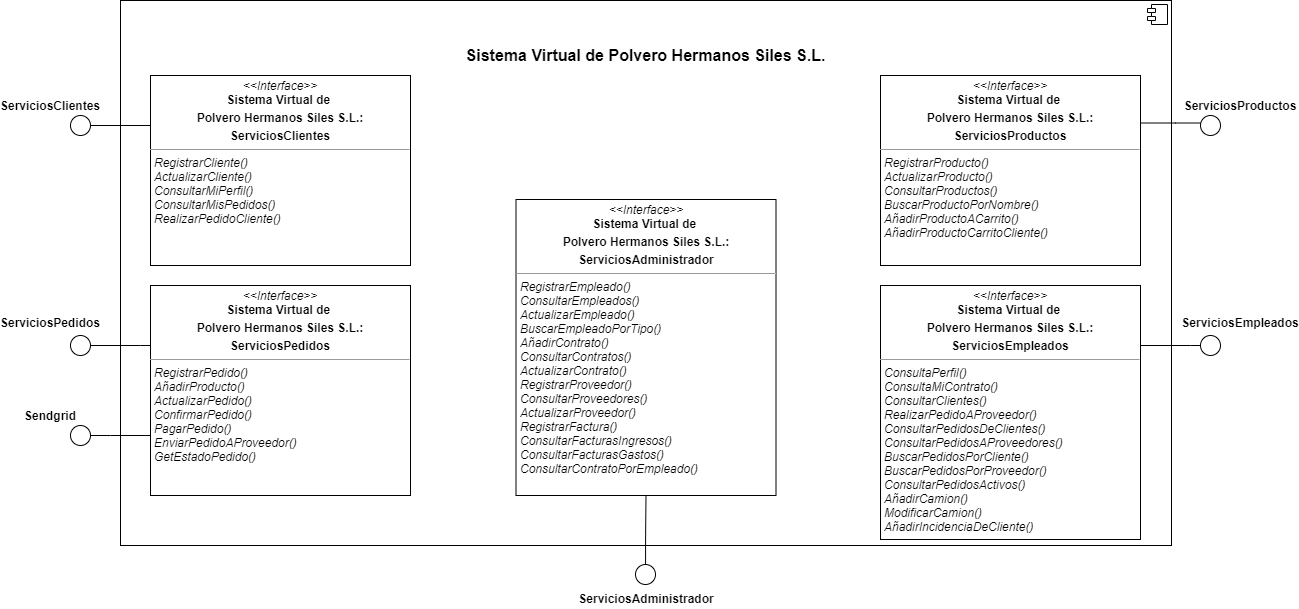 Sistema Virtual de Polvero Hermanos Siles S.L.
ServiciosClientes
<<Interface>>
Sistema Virtual de
Polvero Hermanos Siles S.L.:
ServiciosClientes
RegistrarCliente()
ActualizarCliente()
ConsultarMiPerfil()
ConsultarMisPedidos()
RealizarPedidoCliente()
ServiciosPedidos
Sendgrid
<<Interface>>
Sistema Virtual de
Polvero Hermanos Siles S.L.:
ServiciosPedidos
RegistrarPedido()
AñadirProducto()
ActualizarPedido()
ConfirmarPedido()
PagarPedido()
EnviarPedidoAProveedor()
GetEstadoPedido()
<<Interface>>
Sistema Virtual de
Polvero Hermanos Siles S.L.:
ServiciosAdministrador
RegistrarEmpleado()
ConsultarEmpleados()
ActualizarEmpleado()
BuscarEmpleadoPorTipo()
AñadirContrato()
ConsultarContratos()
ActualizarContrato()
RegistrarProveedor()
ConsultarProveedores()
ActualizarProveedor()
RegistrarFactura()
ConsultarFacturasIngresos()
ConsultarFacturasGastos()
ConsultarContratoPorEmpleado()
ServiciosAdministrador
<<Interface>>
Sistema Virtual de
Polvero Hermanos Siles S.L.:
ServiciosProductos
RegistrarProducto()
ActualizarProducto()
ConsultarProductos()
BuscarProductoPorNombre()
AñadirProductoACarrito()
AñadirProductoCarritoCliente()
ServiciosProductos
<<Interface>>
Sistema Virtual de
Polvero Hermanos Siles S.L.:
ServiciosEmpleados
ConsultaPerfil()
ConsultaMiContrato()
ConsultarClientes()
RealizarPedidoAProveedor()
ConsultarPedidosDeClientes()
ConsultarPedidosAProveedores()
BuscarPedidosPorCliente()
BuscarPedidosPorProveedor()
ConsultarPedidosActivos()
AñadirCamion()
ModificarCamion()
AñadirIncidenciaDeCliente()
ServiciosEmpleados